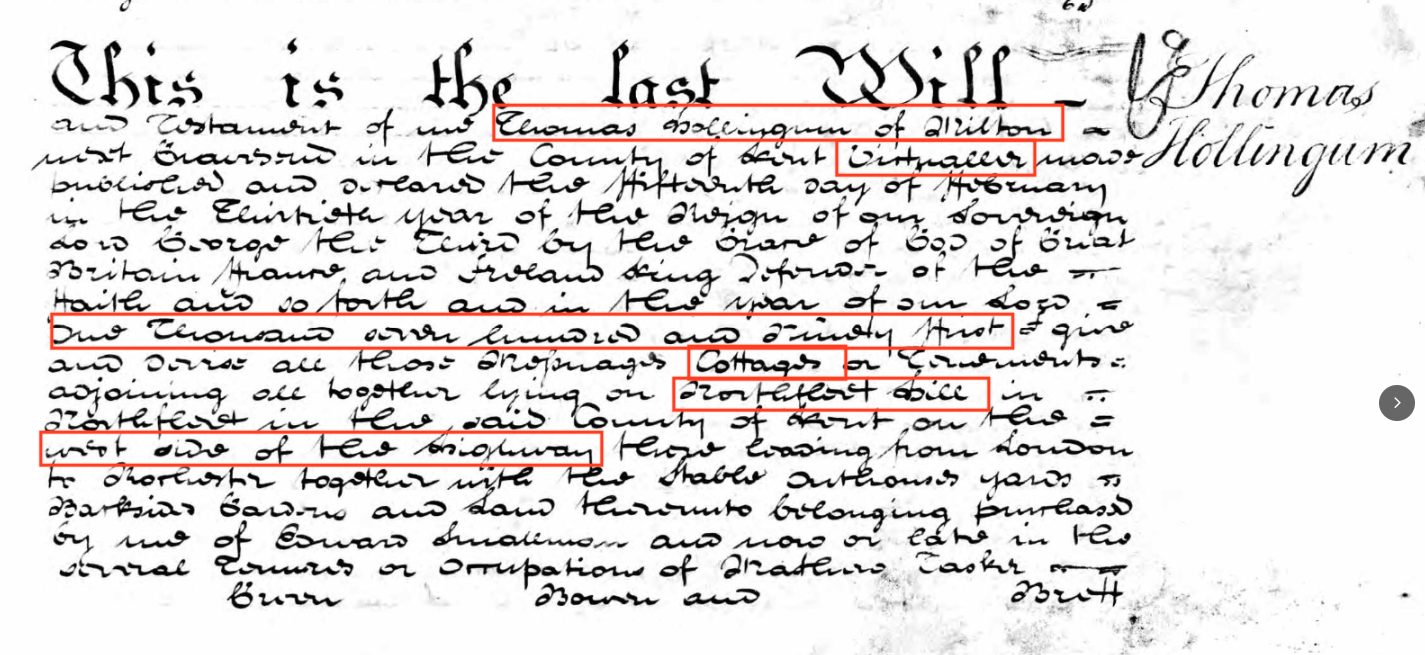 This is the last Will
Thomas
Hollingum
and Testament of me Thomas Hollingum of Milton
next Gravesend in the County of Kent Victualler made
published and declared the Fifteenth day of February
in the Thirtieth year of the Reign of our Sovereign
Lord George the Third by the Grace of God of Great
Britain France and Ireland King Defender of the
Faith and so forth and in the year of our Lord
One Thousand seven hundred and Ninety First I give
and devise all those Messuages Cottages or Tenements
adjoining all together lying on Northfleet Hill in
Northfleet in the said County of Kent on the
west side of the Highway there leading from London
to Rochester together with the Stable Outhouses yards
Backsides Gardens and Land thereunto belonging purchased
by me of Edward Smallman and now or late in the
several Tenures or Occupations of Tasker
Green Bowen and Brett